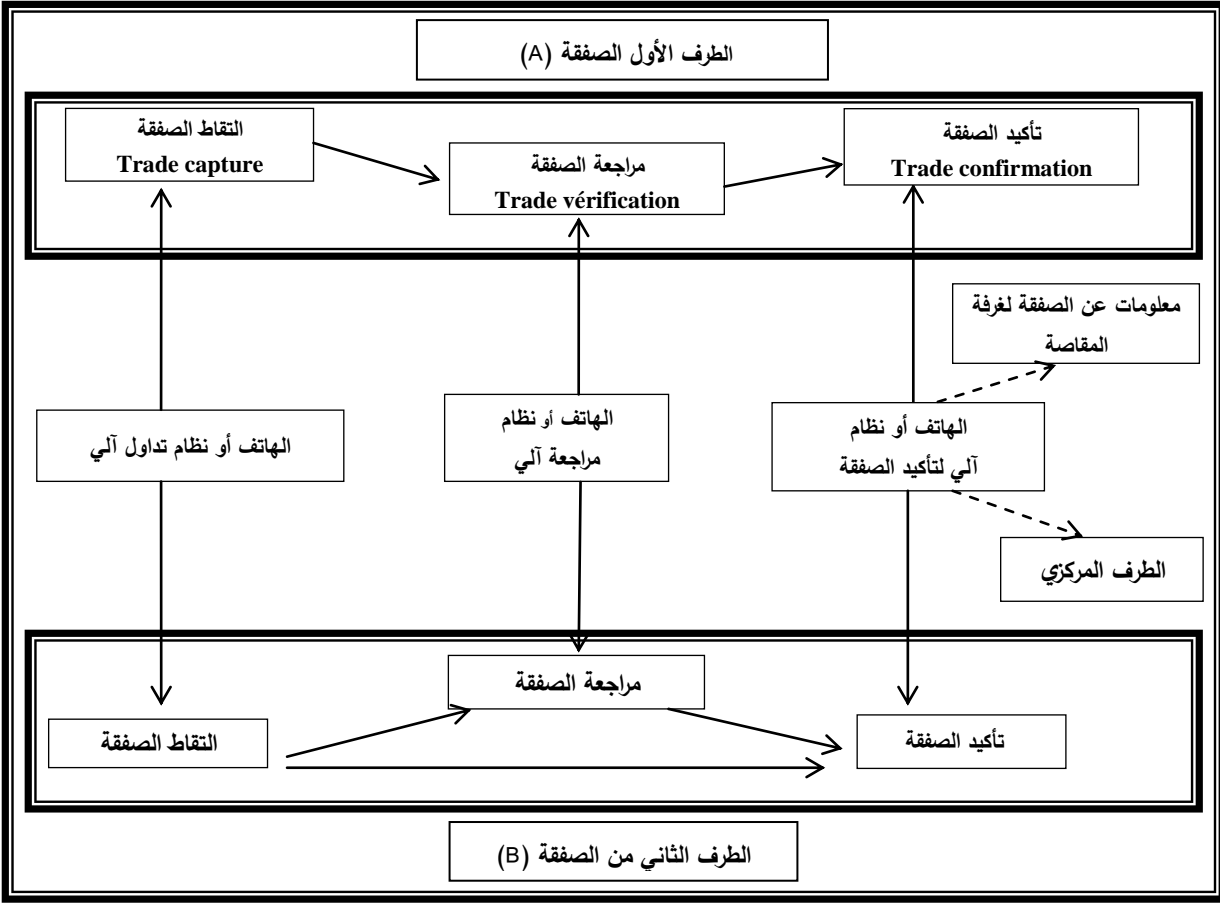 الطرف الأول الصفقة (A)
التقاط الصفقة
Trade capture
مراجعة الصفقة
Trade vérification
تأكيد الصفقة
Trade confirmation
معلومات عن الصفقة لغرفة
المقاصة
الهاتف أو نظام تداول آلي
الهاتف أو نظام
مراجعة آلي
الهاتف أو نظام
آلي لتأكيد الصفقة
الطرف المركزي
التقاط الصفقة
مراجعة الصفقة
تأكيد الصفقة
الطرف الثاني من الصفقة (B)